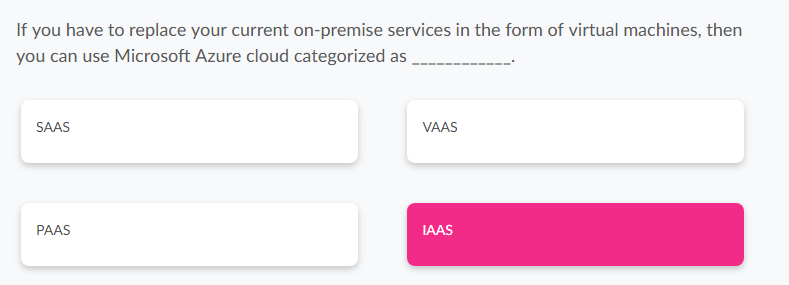 If you have to replace your current on-premise services in the form of virtual machines, then
you can use Microsoft Azure cloud categorized as ____________.
SAAS
VAAS
PAAS
IAAS